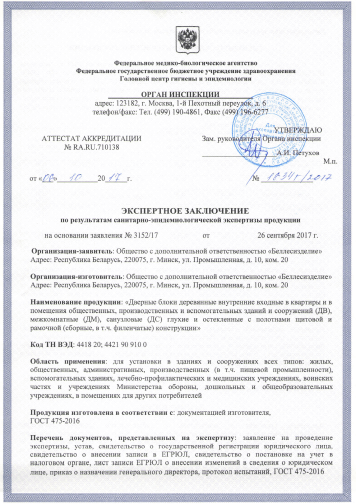 Федеральное медико-биологическое агентство
Федеральное государственное бюджетное учреждение здравоохранения
Головной центр гигиены и эпидемиологии
ОРГАН ИНСПЕКЦИИ
адрес: 123182, г. Москва, 1-й Пехотный переулок, д. 6
телефон/факс: Тел. (499) 190-4861, Факс (499) 196-6277
УТВЕРЖДАЮ
АТТЕСТАТ АККРЕДИТАЦИИ Зам. руководителя Органа инспекции
№ RA.RU.710138
А.И. Петухов
М.п.
от « » 10 2017 г. №
ЭКСПЕРТНОЕ ЗАКЛЮЧЕНИЕ
по результатам санитарно-эпидемиологической экспертизы продукции
на основании заявления № 3152/17 от 26 сентября 2017 г.
Организация-заявитель: Общество с дополнительной ответственностью «Беллесизделие»
Адрес: Республика Беларусь, 220075, г. Минск, ул. Промышленная, д. 10, ком. 20
Организация-изготовитель: Общество с дополнительной ответственностью «Беллесизделие»
Адрес: Республика Беларусь, 220075, г. Минск, ул. Промышленная, д. 10, ком. 20
Наименование продукции: «Дверные блоки деревянные внутренние входные в квартиры и в
помещения общественных, производственных и вспомогательных зданий и сооружений (ДВ),
межкомнатные (ДМ), санузловые (ДС) глухие и остекленные с полотнами щитовой и
рамочной (сборные, в т.ч. филенчатые) конструкции»
Код ТН ВЭД: 4418 20; 4421 90 910 0
Область применения: для установки в зданиях и сооружениях всех типов: жилых,
общественных, административных, производственных (в т.ч. пищевой промышленности),
вспомогательных зданиях, лечебно-профилактических и медицинских учреждениях, воинских
частях и учреждениях Министерства обороны, дошкольных и общеобразовательных
учреждениях, в помещениях для других потребителей
Продукция изготовлена в соответствии с: документацией изготовителя,
ГОСТ 475-2016
Перечень документов, представленных на экспертизу: заявление на проведение
экспертизы, устав, свидетельство о государственной регистрации юридического лица,
свидетельство о внесении записи в ЕГРЮЛ, свидетельство о постановке на учет в
налоговом органе, лист записи ЕГРЮЛ о внесении изменений в сведения о юридическом
лице, приказ о назначении генерального директора, протокол испытаний, ГОСТ 475-2016